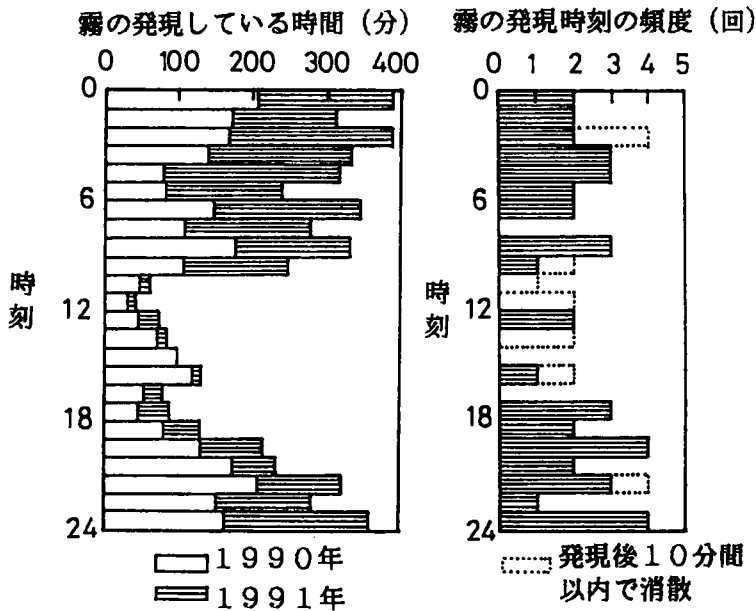 霧の発現している時間（分）
0 100 200 300 400
0
6
12
18
24
時刻
１９９０年
１９９１年
霧の発現時刻の頻度（回）
0 1 2 3 4 5
0
6
12
18
24
時刻
発現後１０分間
以内で消散